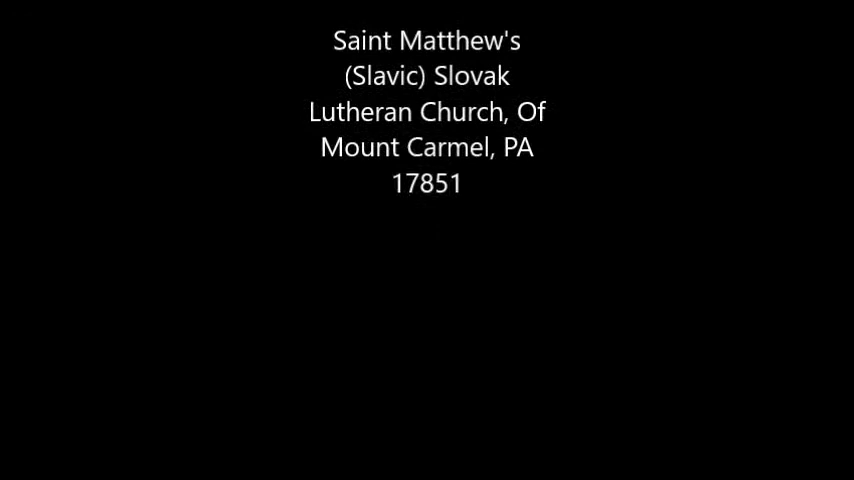 Saint Matthew's
(Slavic) Slovak
Lutheran Church, Of
Mount Carmel, PA
17851